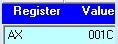 Register Value
AX 001C